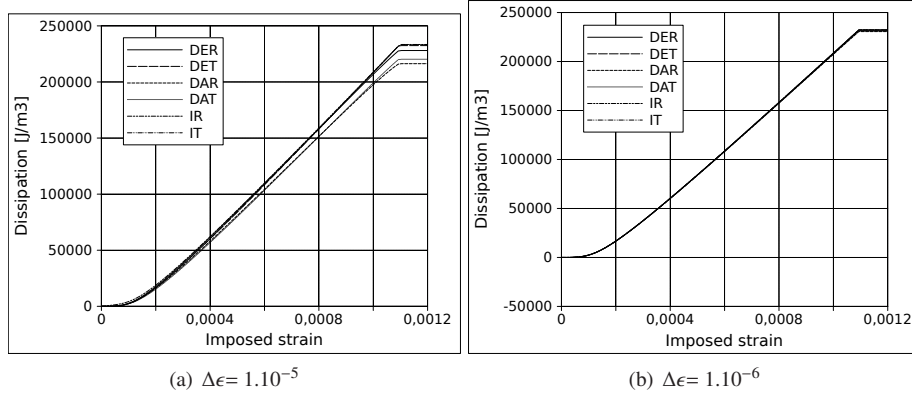 250000
200000
150000
100000
50000
0
Dissipation [J/m3]
DER
DET
DAR
DAT
IR
IT
0 0,0004 0,0008 0,0012
Imposed strain
(a) Δϵ= 1.10−5
250000
200000
150000
100000
50000
0
-50000
Dissipation [J/m3]
DER
DET
DAR
DAT
IR
IT
0 0,0004 0,0008 0,0012
Imposed strain
(b) Δϵ= 1.10−6